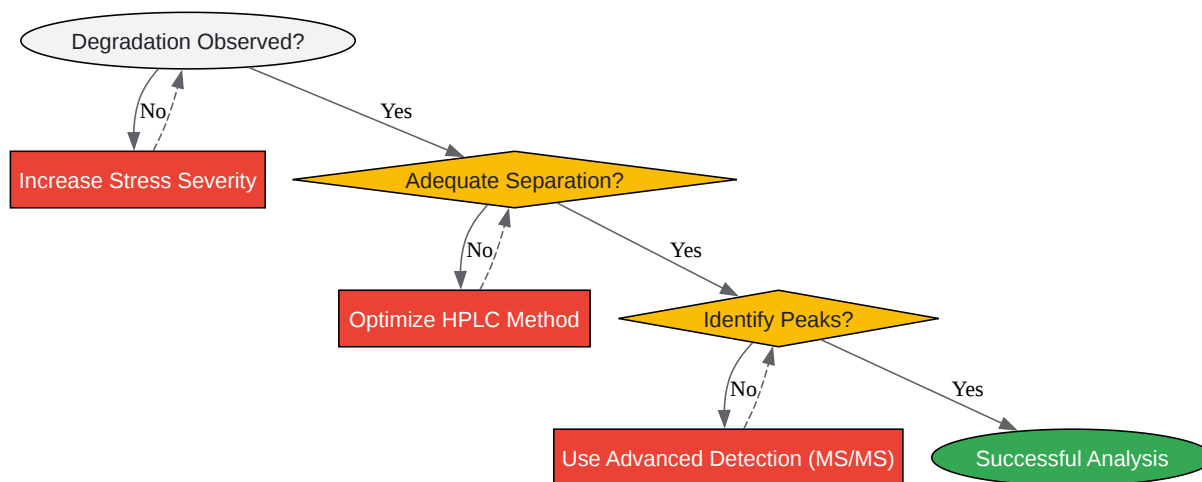 Degradation Observed?
No
Yes
Increase Stress Severity
Adequate Separation?
No
Yes
Optimize HPLC Method
Identify Peaks?
No
Yes
Use Advanced Detection (MS/MS)
Successful Analysis